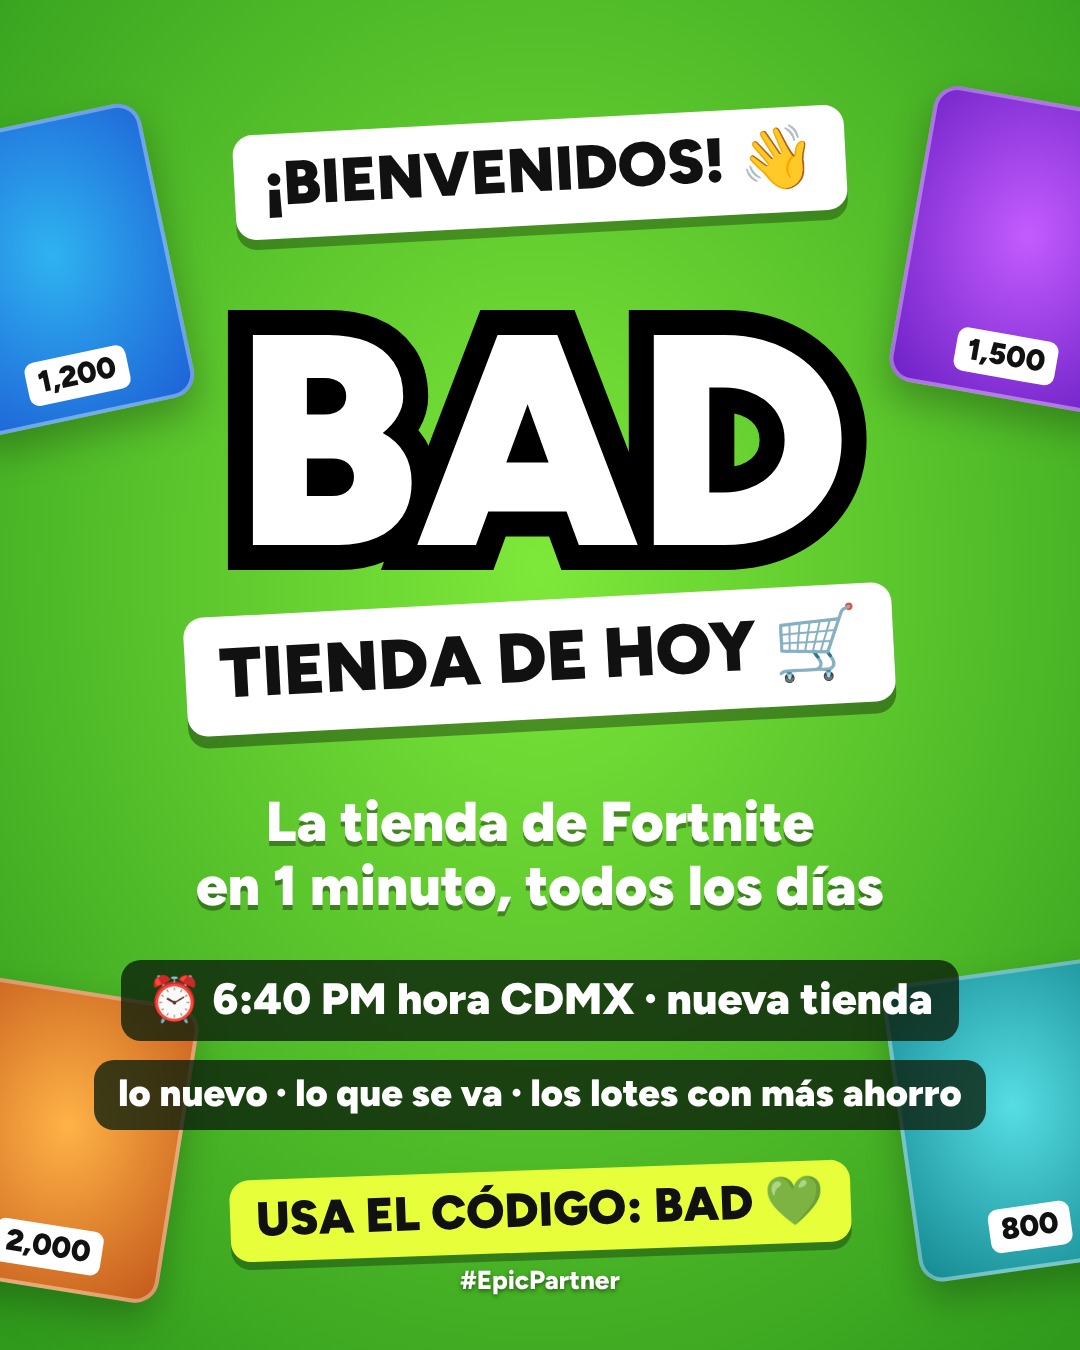 ¡BIENVENIDOS! 👋
1,200
1,500
BAD
TIENDA DE HOY 🛒
La tienda de Fortnite
en 1 minuto, todos los días
⏰ 6:40 PM hora CDMX · nueva tienda
lo nuevo · lo que se va · los lotes con más ahorro
USA EL CÓDIGO: BAD 💚
2,000
800
#EpicPartner